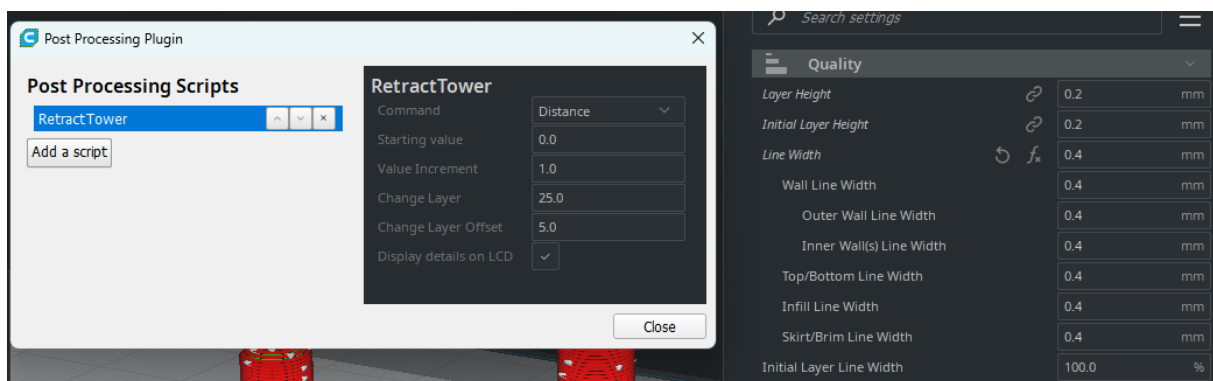 Post Processing Plugin
Post Processing Scripts
RetractTower
Add a script
RetractTower
Command Distance
Starting value 0.0
Value Increment 1.0
Change Layer 25.0
Change Layer Offset 5.0
Display details on LCD
Close
Search settings
Quality
Layer Height 0.2 mm
Initial Layer Height 0.2 mm
Line Width 0.4 mm
Wall Line Width 0.4 mm
Outer Wall Line Width 0.4 mm
Inner Wall(s) Line Width 0.4 mm
Top/Bottom Line Width 0.4 mm
Infill Line Width 0.4 mm
Skirt/Brim Line Width 0.4 mm
Initial Layer Line Width 100.0 %